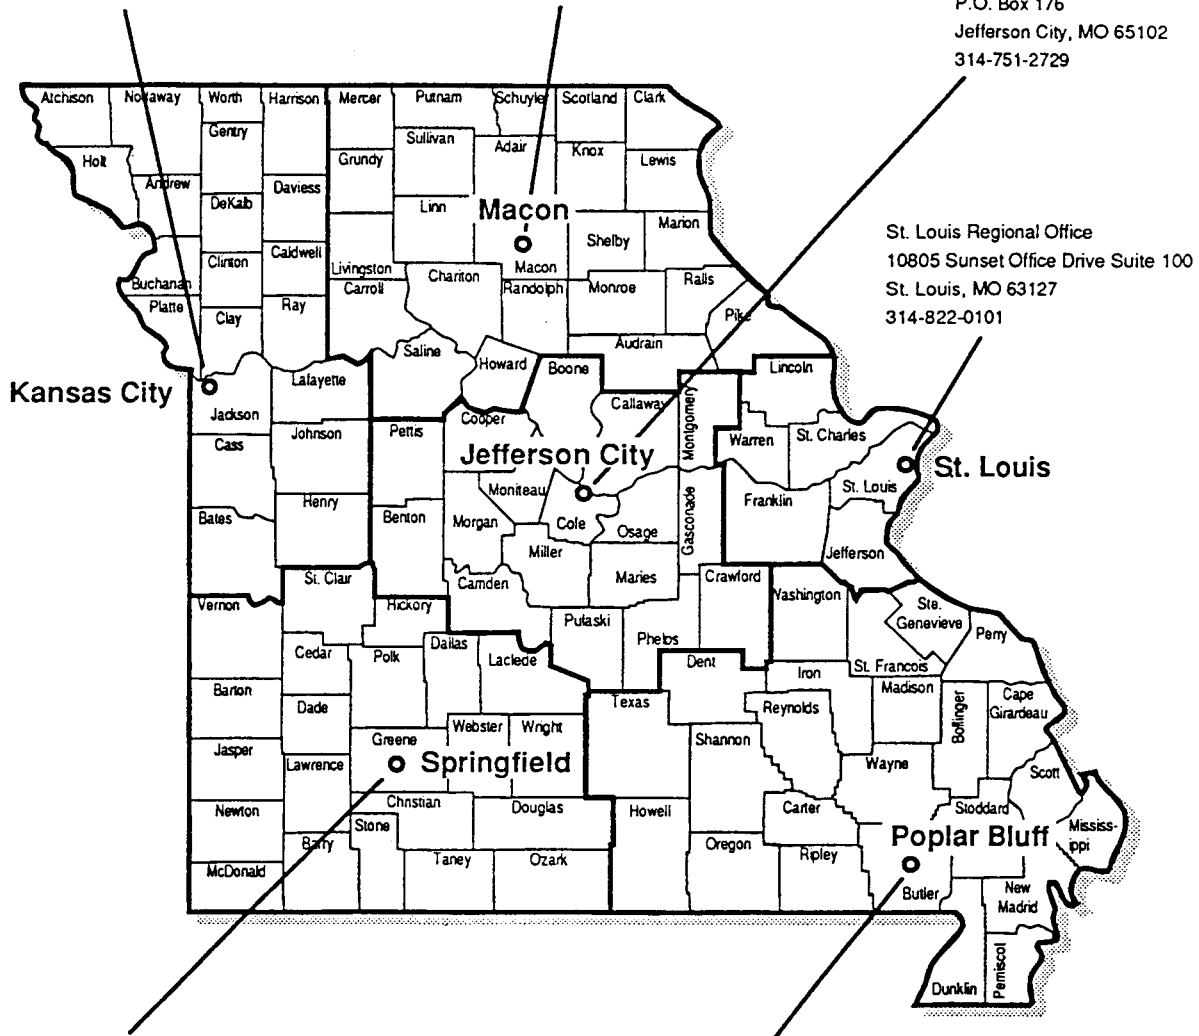 P.O. Box 176
Jefferson City, MO 65102
314-751-2729
Atchison
Nodaway
Worth
Harrison
Mercer
Putnam
Schuyler
Scotland
Clark
Gentry
Sullivan
Adair
Knox
Lewis
Holt
Grundy
Andrew
DeKalb
Daviess
Linn
Macon
Marion
Shelby
Clinton
Caldwell
Livingston
Chariton
Macon
Randolph
Monroe
Ralls
Buchanan
Carroll
Platte
Clay
Ray
Pike
Audrain
St. Louis Regional Office
10805 Sunset Office Drive Suite 100
St. Louis, MO 63127
314-822-0101
Saline
Howard
Boone
Lincoln
Kansas City
Lafayette
Jackson
Callaway
Montgomery
Cooper
Cass
Johnson
Pettis
Warren
St. Charles
Jefferson City
St. Louis
Moniteau
St. Louis
Henry
Franklin
Bates
Benton
Morgan
Cole
Osage
Gasconade
Miller
Jefferson
St. Clair
Camden
Maries
Crawford
Washington
Vernon
Hickory
Ste.
Genevieve
Pulaski
Phelps
Perry
Cedar
Polk
Dallas
Laclede
Dent
Iron
St. Francois
Barton
Dade
Texas
Reynolds
Madison
Bollinger
Cape
Girardeau
Webster
Wright
Greene
Shannon
Jasper
Lawrence
Springfield
Wayne
Scott
Newton
Christian
Douglas
Howell
Carter
Stoddard
Stone
Poplar Bluff
Mississ-
ippi
Barry
Taney
Ozark
Oregon
Ripley
McDonald
Butler
New
Madrid
Pemiscol
Dunklin